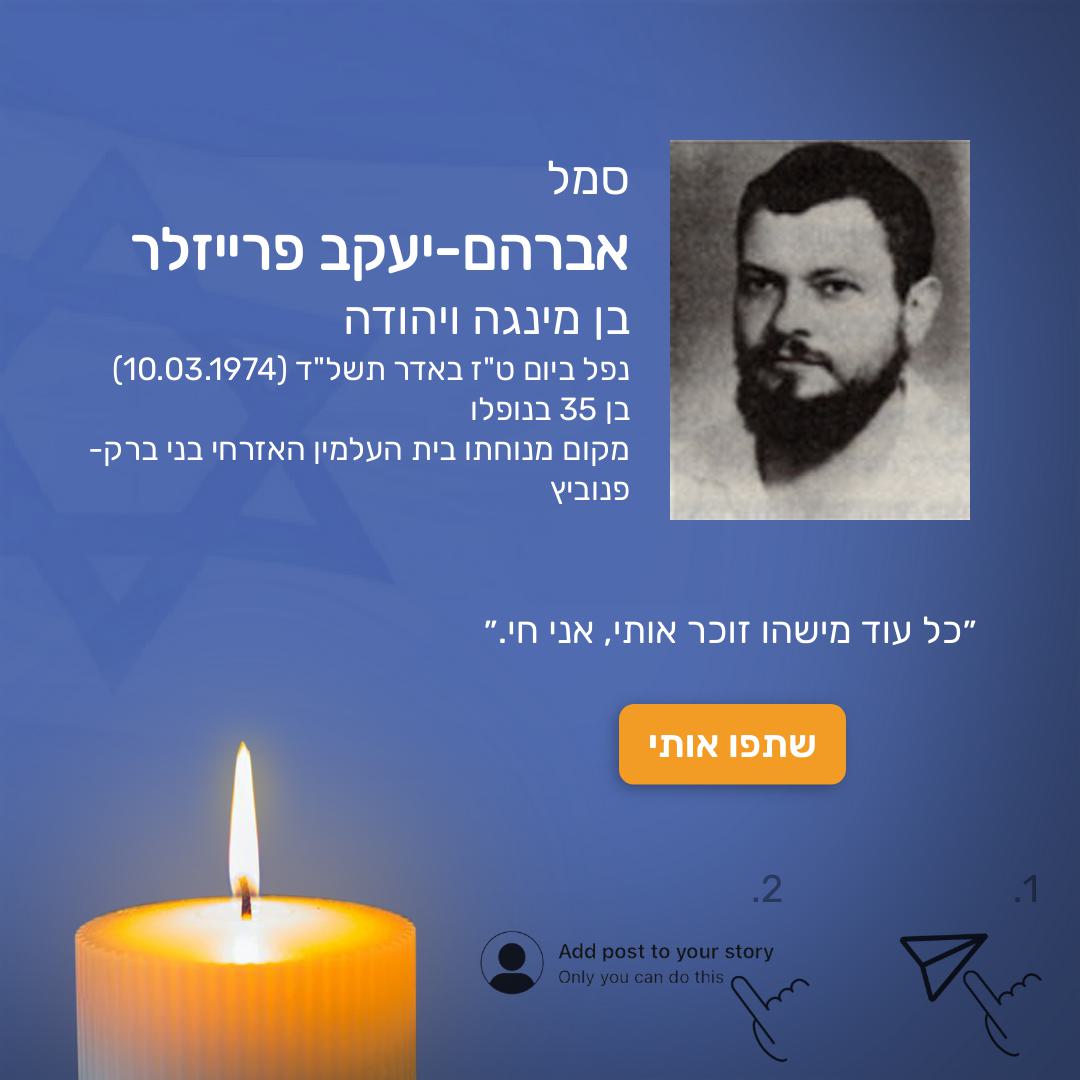 סמל
אברהם-יעקב פרייזלר
בן מינגה ויהודה
נפל ביום ט"ז באדר תשל"ד (10.03.1974)
בן 35 בנופלו
מקום מנוחתו בית העלמין האזרחי בני ברק-
פנוביץ
״כל עוד מישהו זוכר אותי, אני חי.״
שתפו אותי
.1
.2
Add post to your story
Only you can do this